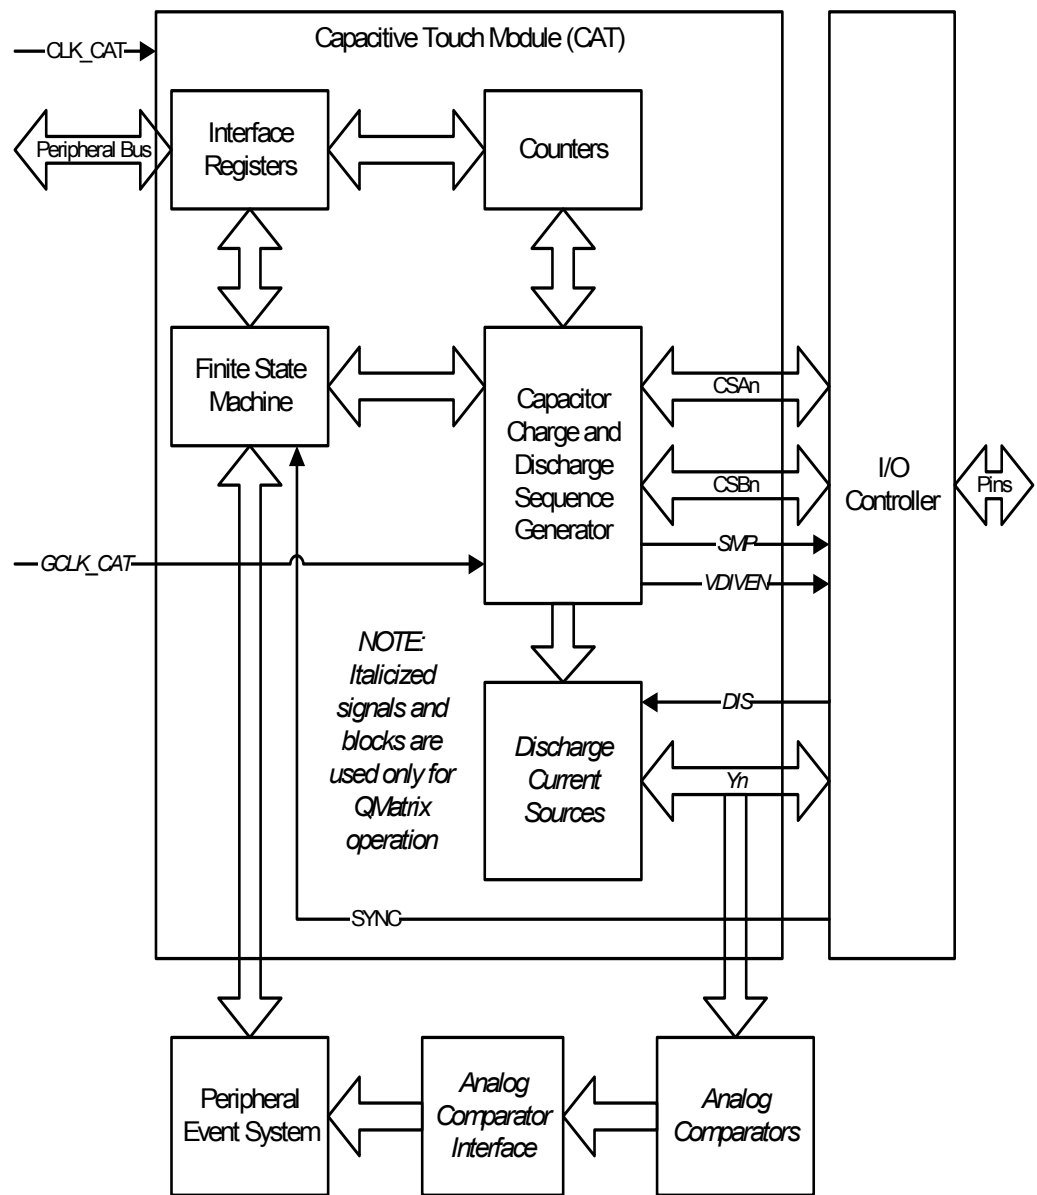 Capacitive Touch Module (CAT)
CLK_CAT
Interface
Registers
Counters
Peripheral Bus
Finite State
Machine
Capacitor
Charge and
Discharge
Sequence
Generator
CSAn
CSBn
I/O
Controller
Pins
SMP
GCLK_CAT
VDIVEN
NOTE:
Italicized
signals and
blocks are
used only for
QMatrix
operation
DIS
Discharge
Current
Sources
Yn
SYNC
Peripheral
Event System
Analog
Comparator
Interface
Analog
Comparators